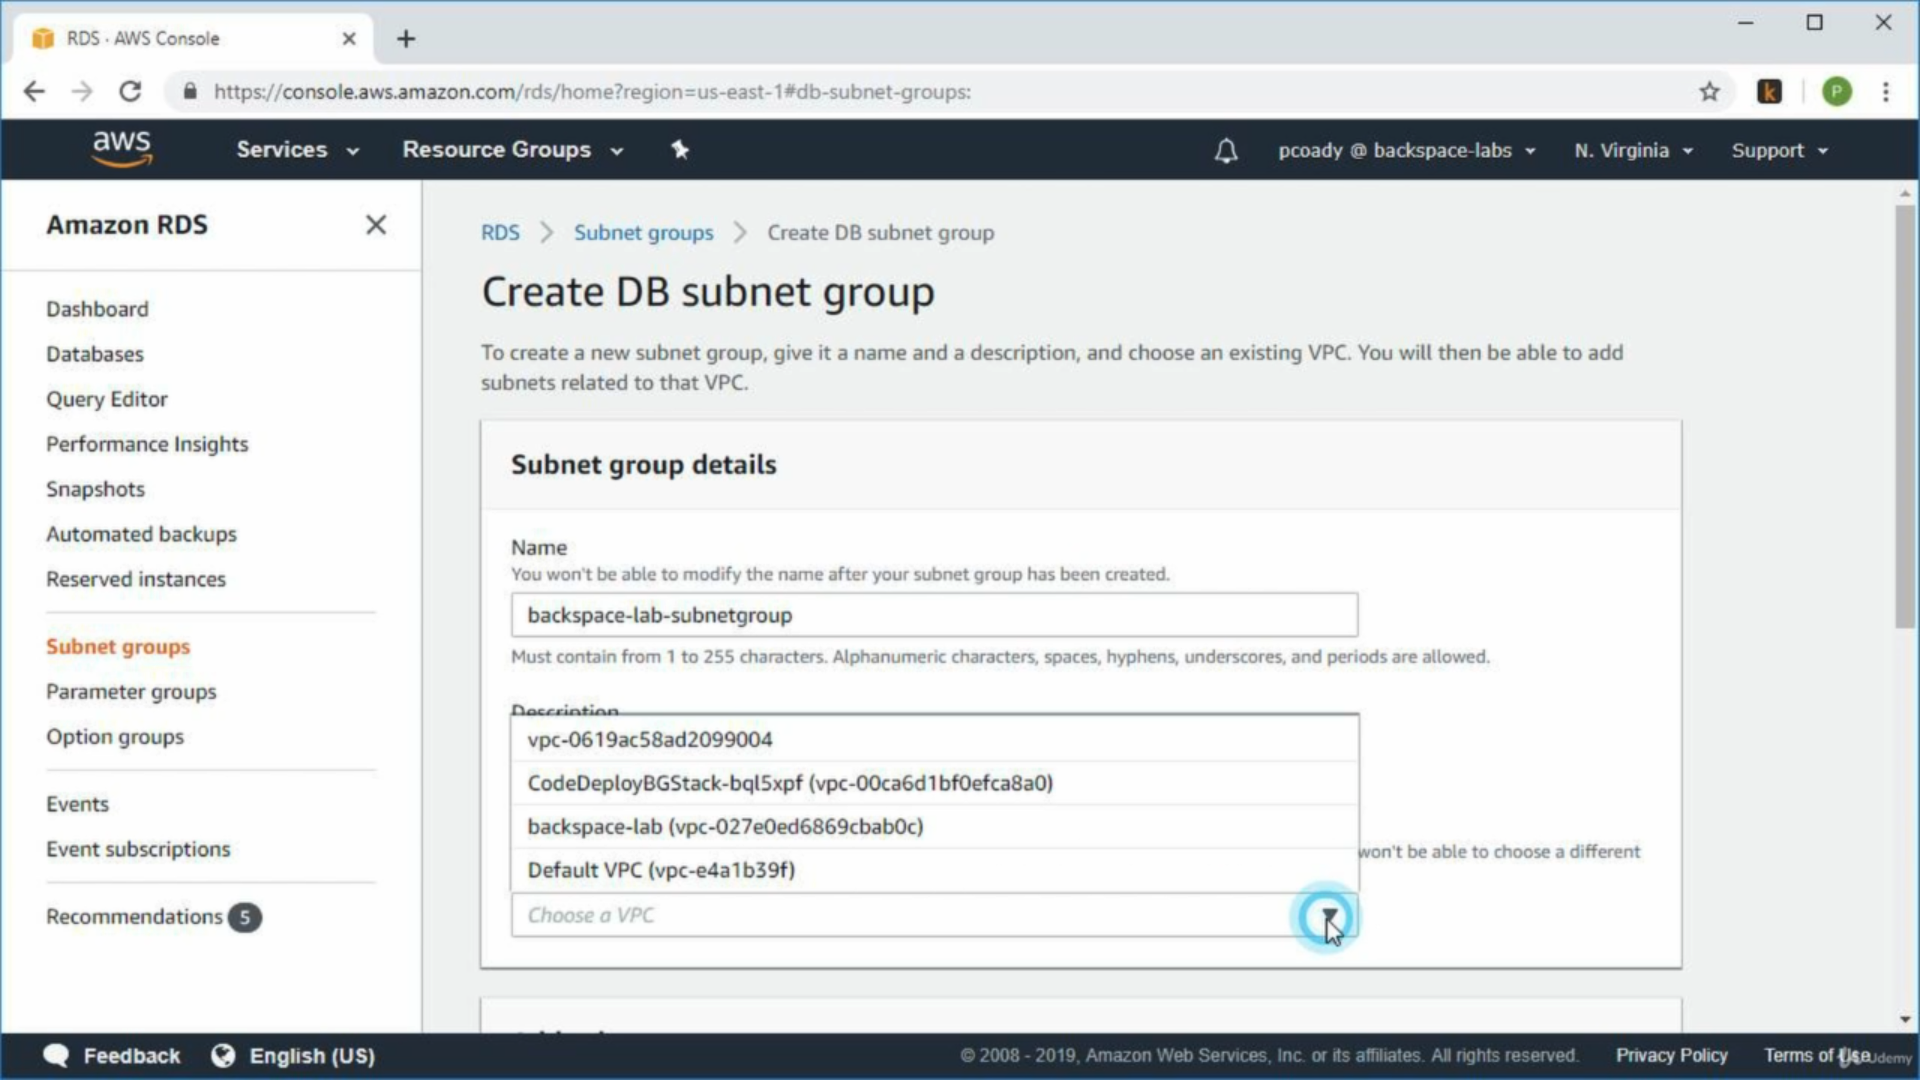 RDS · AWS Console
https://console.aws.amazon.com/rds/home?region=us-east-1#db-subnet-groups:
k
P
aws
Services
Resource Groups
pcoady @ backspace-labs
N. Virginia
Support
Amazon RDS
Dashboard
Databases
Query Editor
Performance Insights
Snapshots
Automated backups
Reserved instances
Subnet groups
Parameter groups
Option groups
Events
Event subscriptions
Recommendations 5
RDS > Subnet groups > Create DB subnet group
Create DB subnet group
To create a new subnet group, give it a name and a description, and choose an existing VPC. You will then be able to add
subnets related to that VPC.
Subnet group details
Name
You won't be able to modify the name after your subnet group has been created.
backspace-lab-subnetgroup
Must contain from 1 to 255 characters. Alphanumeric characters, spaces, hyphens, underscores, and periods are allowed.
Description
vpc-0619ac58ad2099004
CodeDeployBGStack-bql5xpf (vpc-00ca6d1bf0efca8a0)
backspace-lab (vpc-027e0ed6869cbab0c)
Default VPC (vpc-e4a1b39f)
won't be able to choose a different
Choose a VPC
Feedback
English (US)
© 2008 - 2019, Amazon Web Services, Inc. or its affiliates. All rights reserved.
Privacy Policy
Terms of Use
Udemy